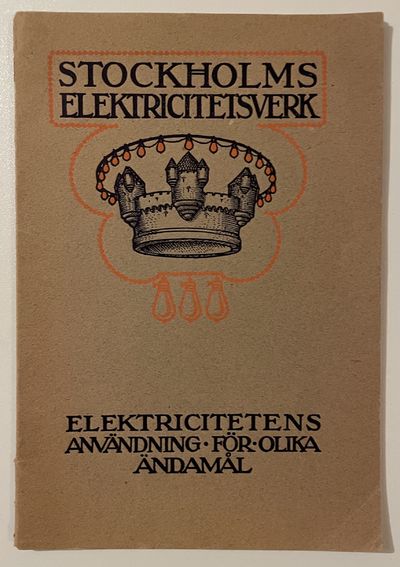 STOCKHOLMS
ELEKTRICITETSVERK
ELEKTRICITETENS
ANVÄNDNING · FÖR · OLIKA
ÄNDAMÅL